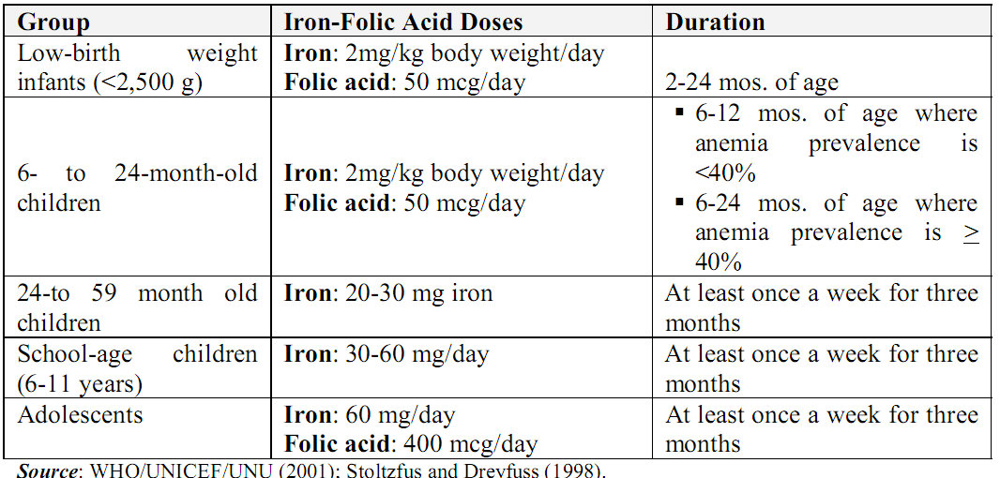 Group Iron-Folic Acid Doses Duration
Low-birth weight
infants (<2,500 g)
Iron: 2mg/kg body weight/day
Folic acid: 50 mcg/day
2-24 mos. of age
6- to 24-month-old
children
Iron: 2mg/kg body weight/day
Folic acid: 50 mcg/day
▪ 6-12 mos. of age where
anemia prevalence is
<40%
▪ 6-24 mos. of age where
anemia prevalence is ≥
40%
24-to 59 month old
children
Iron: 20-30 mg iron
At least once a week for three
months
School-age children
(6-11 years)
Iron: 30-60 mg/day
At least once a week for three
months
Adolescents
Iron: 60 mg/day
Folic acid: 400 mcg/day
At least once a week for three
months
Source: WHO/UNICEF/UNU (2001); Stoltzfus and Dreyfuss (1998).